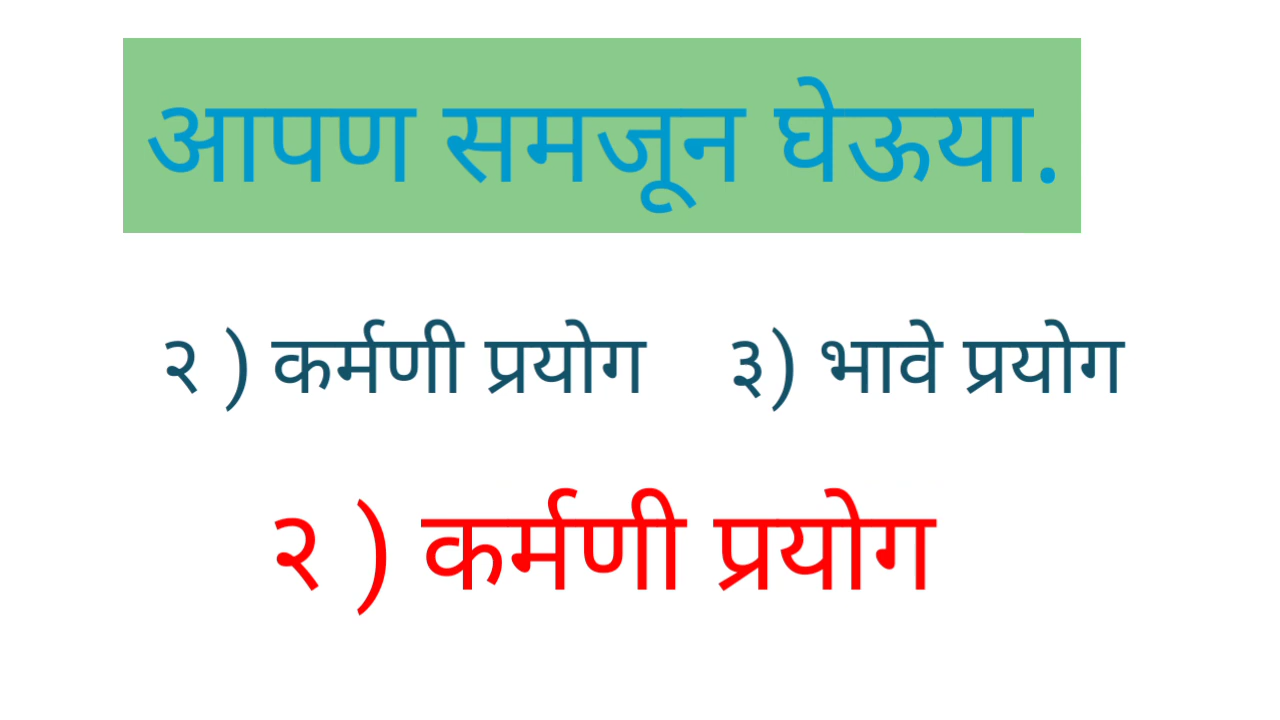 आपण समजून घेऊया.
२ ) कर्मणी प्रयोग ३) भावे प्रयोग
२ ) कर्मणी प्रयोग